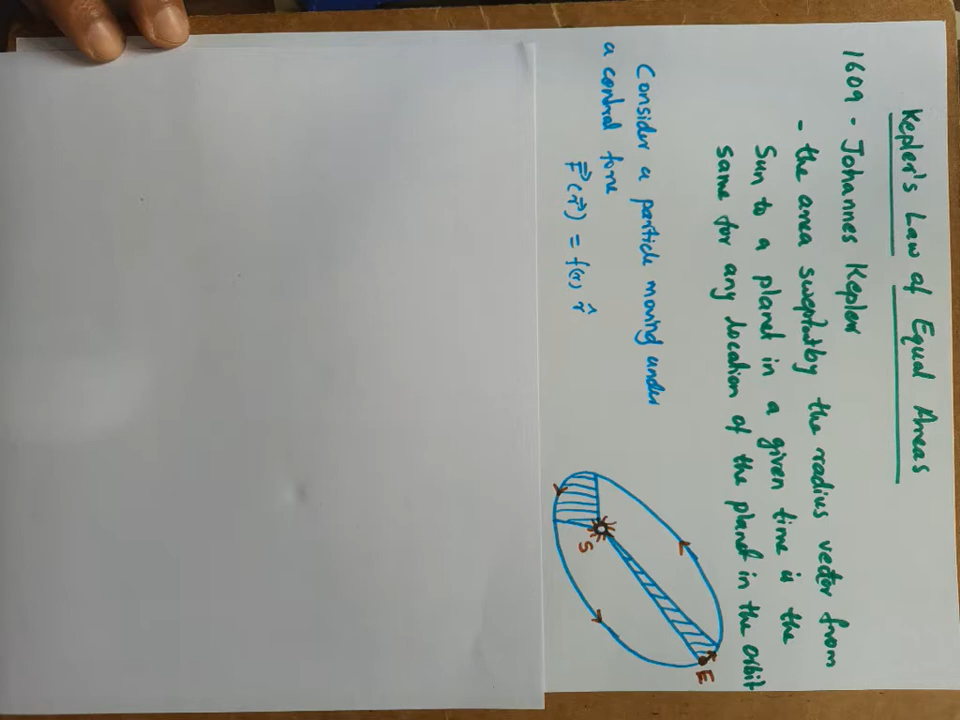 Kepler's Law of Equal Areas
1609 - Johannes Kepler
- the area swept by the radius vector from
Sun to a planet in a given time is the
same for any location of the planet in the orbit
Consider a particle moving under
a central force
F⃗(r⃗) = f(r) r̂
S
E